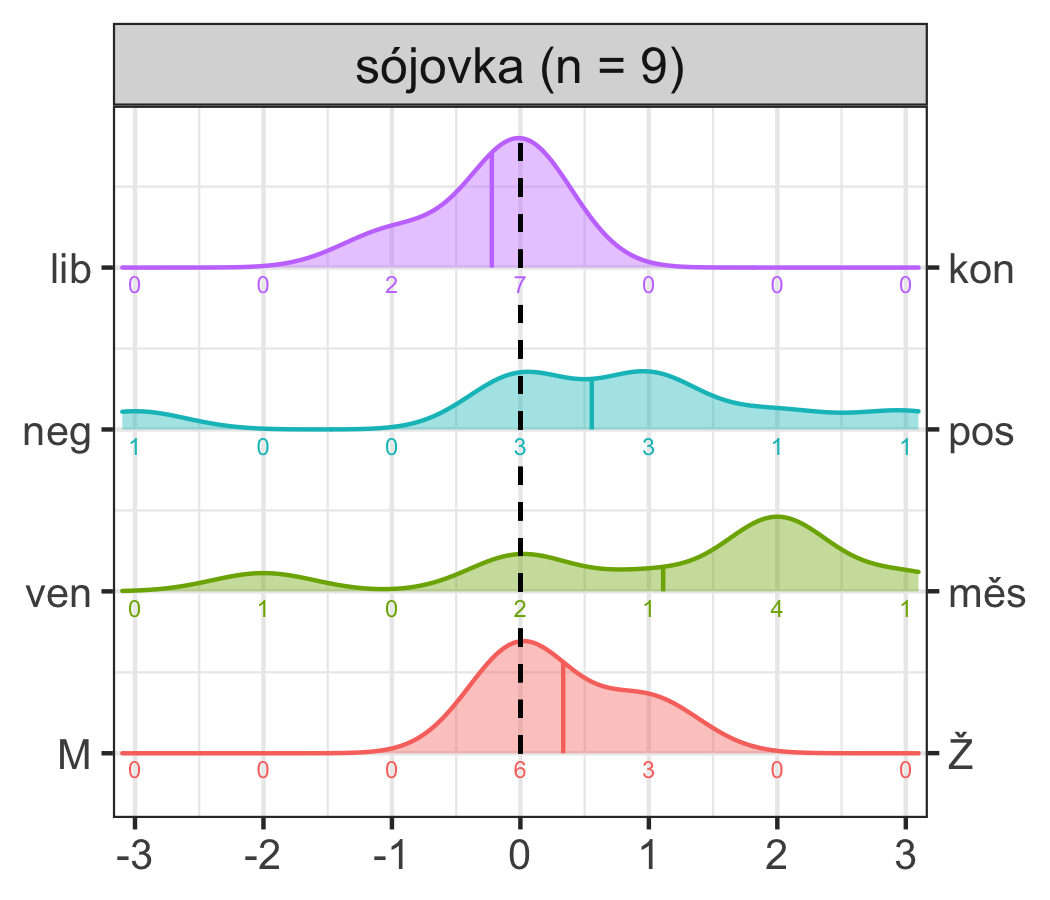 sójovka (n = 9)
lib kon
0 0 2 7 0 0 0
neg pos
1 0 0 3 3 1 1
ven měs
0 1 0 2 1 4 1
M Ž
0 0 0 6 3 0 0
-3 -2 -1 0 1 2 3